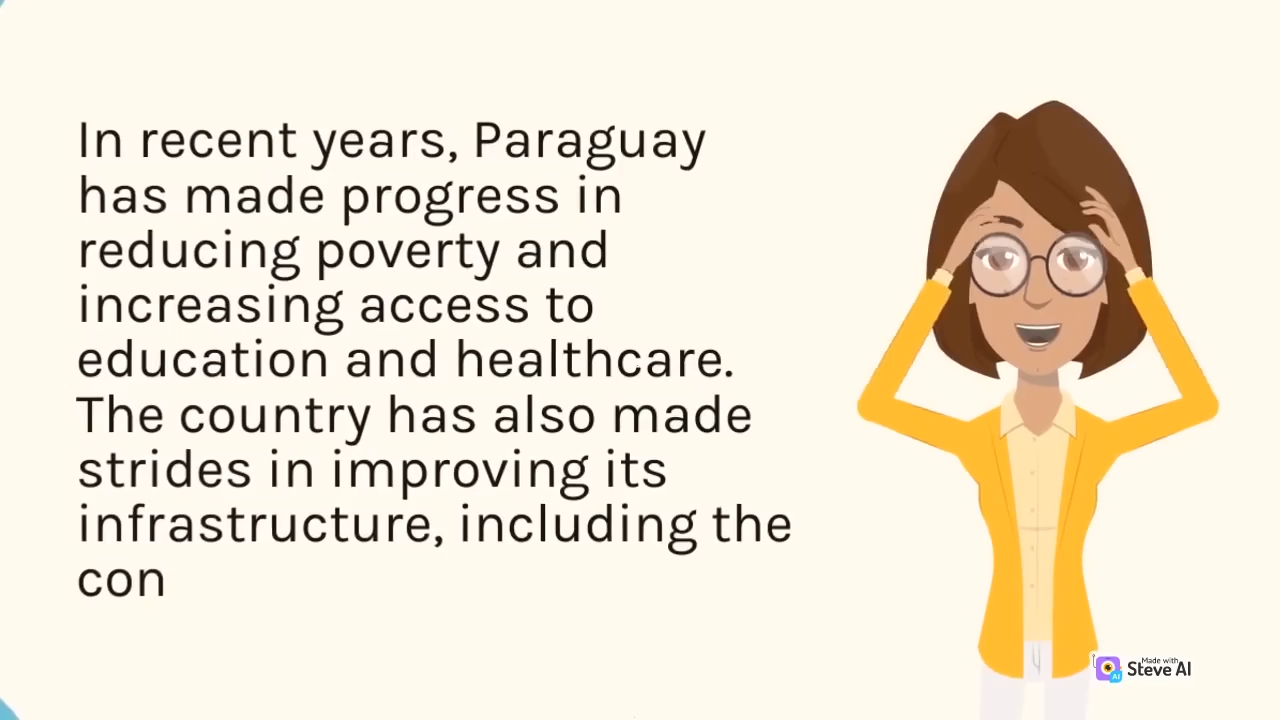 In recent years, Paraguay
has made progress in
reducing poverty and
increasing access to
education and healthcare.
The country has also made
strides in improving its
infrastructure, including the
con
Made with
Steve AI
AI